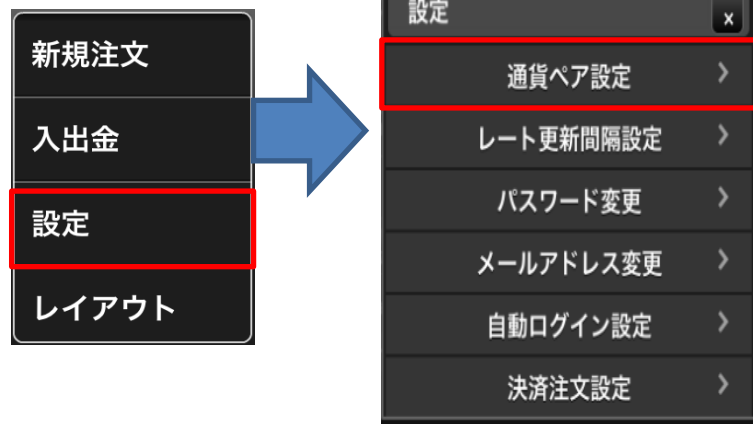 新規注文
入出金
設定
レイアウト
設定
x
通貨ペア設定
レート更新間隔設定
パスワード変更
メールアドレス変更
自動ログイン設定
決済注文設定